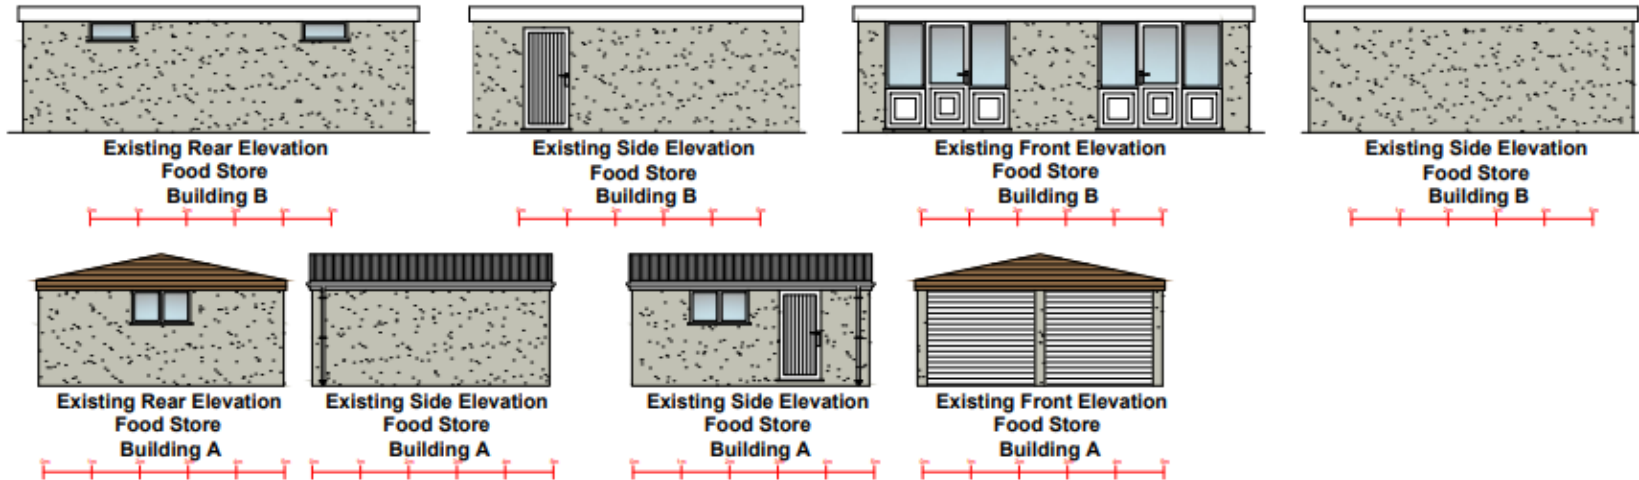 Existing Rear Elevation
Food Store
Building B
Existing Side Elevation
Food Store
Building B
Existing Front Elevation
Food Store
Building B
Existing Side Elevation
Food Store
Building B
Existing Rear Elevation
Food Store
Building A
Existing Side Elevation
Food Store
Building A
Existing Side Elevation
Food Store
Building A
Existing Front Elevation
Food Store
Building A